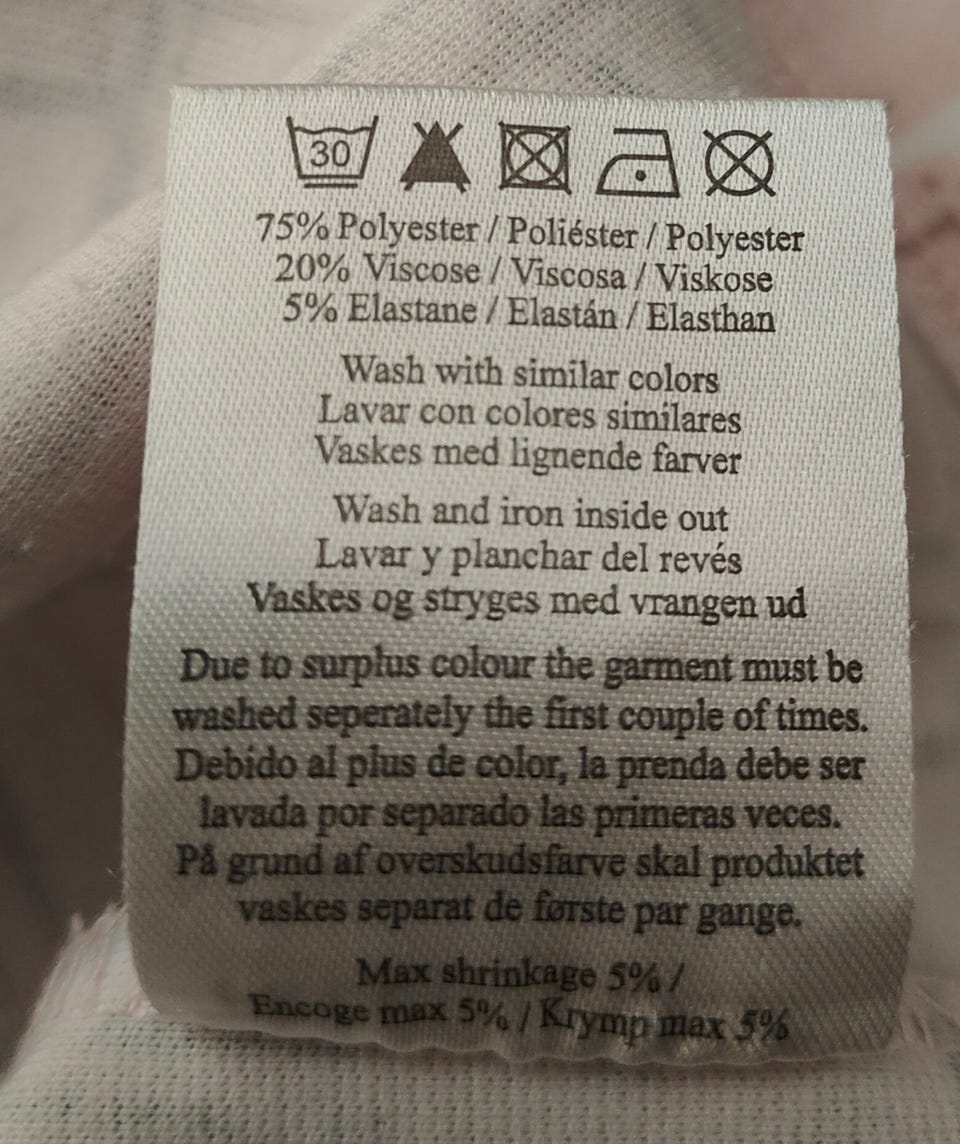 30
75% Polyester / Poliéster / Polyester
20% Viscose / Viscosa / Viskose
5% Elastane / Elastán / Elasthan
Wash with similar colors
Lavar con colores similares
Vaskes med lignende farver
Wash and iron inside out
Lavar y planchar del revés
Vaskes og stryges med vrangen ud
Due to surplus colour the garment must be
washed seperately the first couple of times.
Debido al plus de color, la prenda debe ser
lavada por separado las primeras veces.
På grund af overskudsfarve skal produktet
vaskes separat de første par gange.
Max shrinkage 5% /
Encoge max 5% / Krymp max 5%